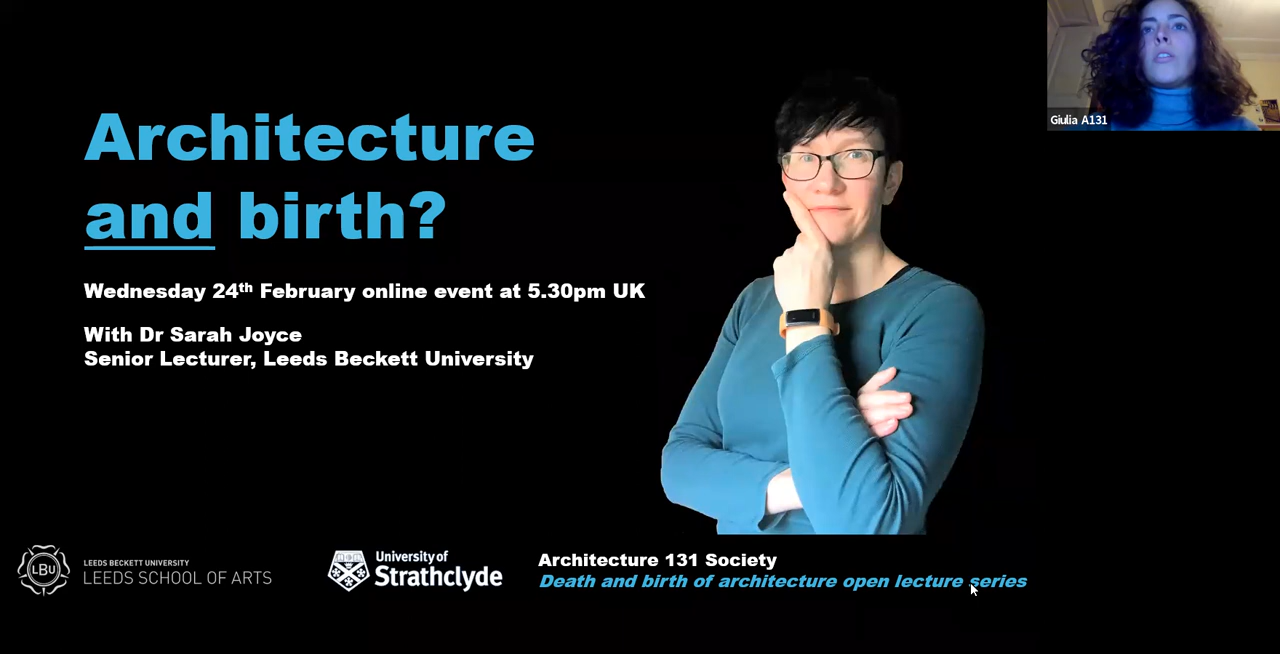 Giulia A131
Architecture
and birth?
Wednesday 24th February online event at 5.30pm UK
With Dr Sarah Joyce
Senior Lecturer, Leeds Beckett University
LBU
LEEDS BECKETT UNIVERSITY
LEEDS SCHOOL OF ARTS
University of
Strathclyde
Architecture 131 Society
Death and birth of architecture open lecture series